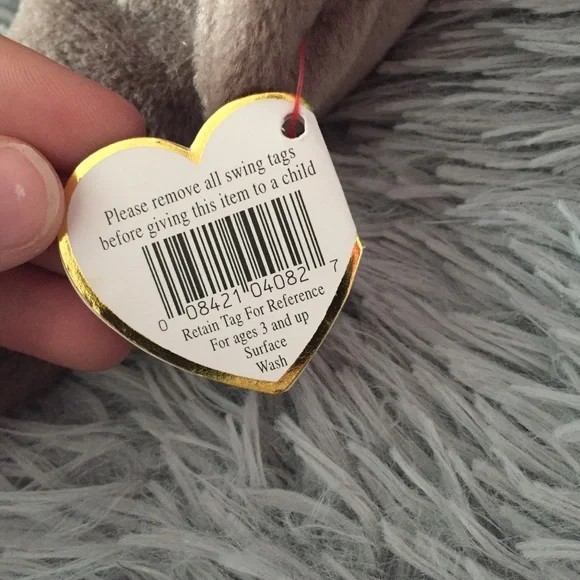 Please remove all swing tags
before giving this item to a child
0 08421 04082 7
Retain Tag For Reference
For ages 3 and up
Surface
Wash